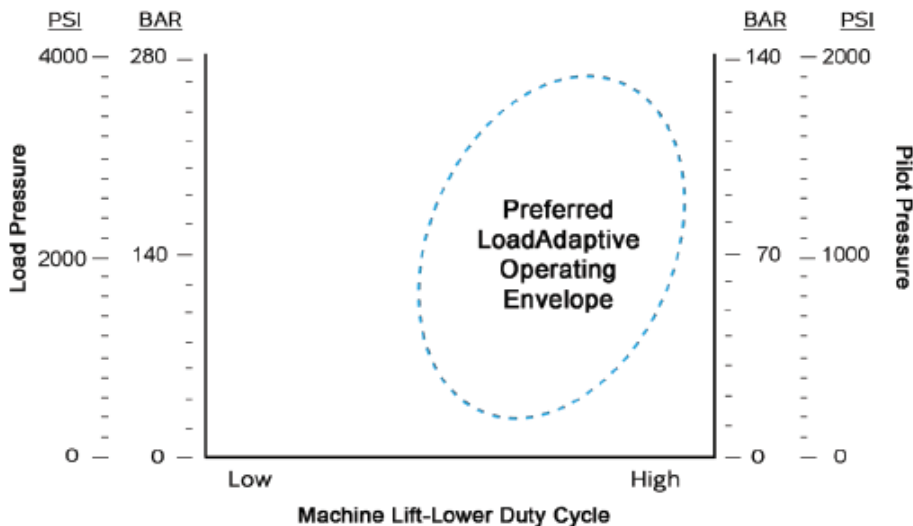 PSI BAR BAR PSI
4000 280 140 2000
Load Pressure
Pilot Pressure
Preferred
LoadAdaptive
Operating
Envelope
2000 140 70 1000
0 0 0 0
Low High
Machine Lift-Lower Duty Cycle